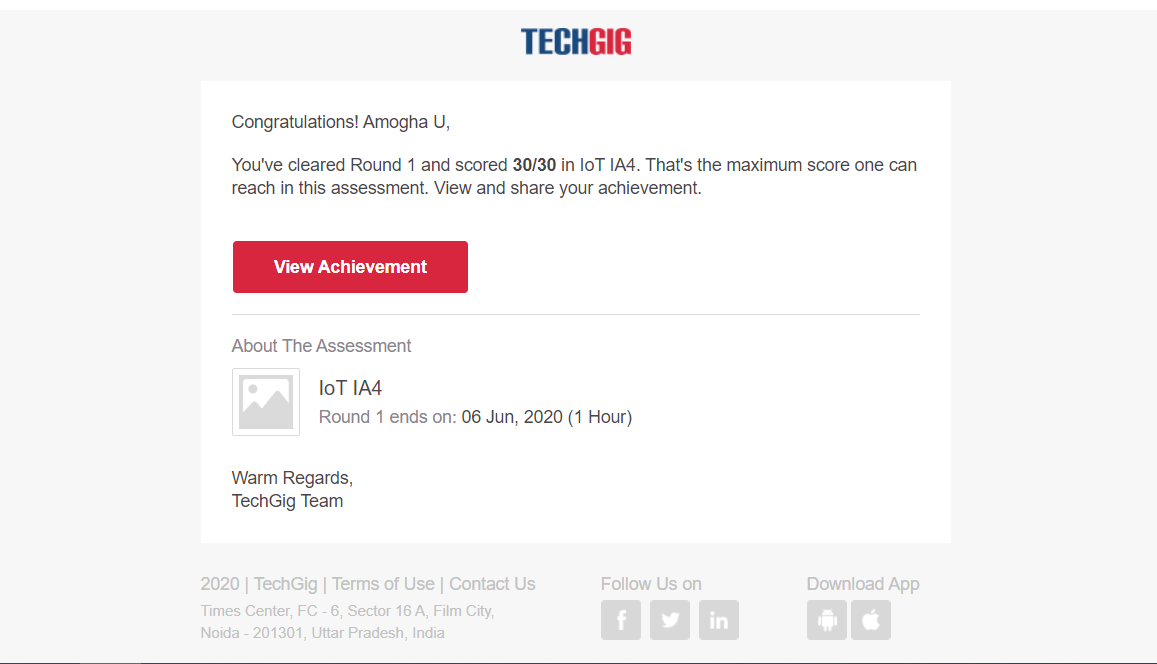 TECHGIG
Congratulations! Amogha U,
You've cleared Round 1 and scored 30/30 in IoT IA4. That's the maximum score one can
reach in this assessment. View and share your achievement.
View Achievement
About The Assessment
IoT IA4
Round 1 ends on: 06 Jun, 2020 (1 Hour)
Warm Regards,
TechGig Team
2020 | TechGig | Terms of Use | Contact Us
Times Center, FC - 6, Sector 16 A, Film City,
Noida - 201301, Uttar Pradesh, India
Follow Us on
f
in
Download App